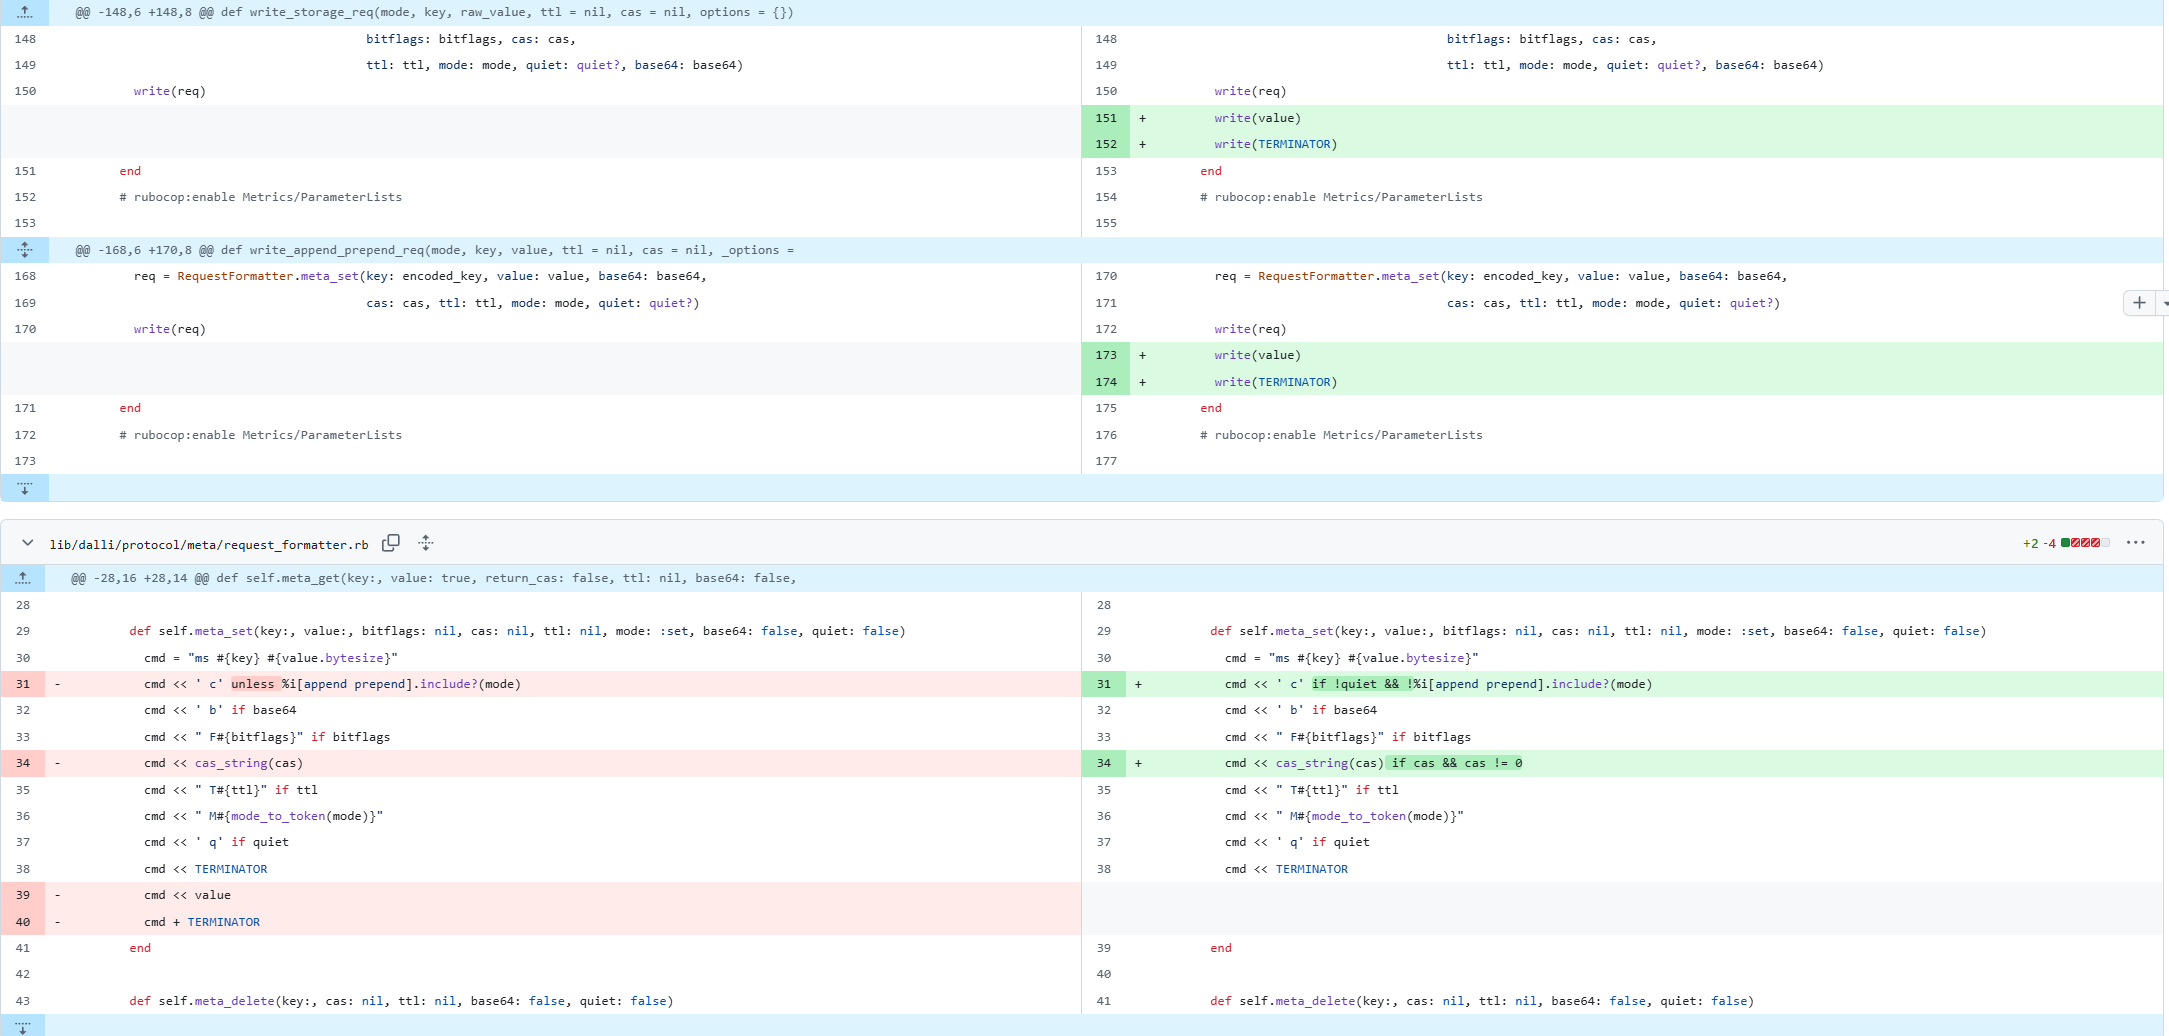 @@ -148,6 +148,8 @@ def write_storage_req(mode, key, raw_value, ttl = nil, cas = nil, options = {})
148 bitflags: bitflags, cas: cas, 148 bitflags: bitflags, cas: cas,
149 ttl: ttl, mode: mode, quiet: quiet?, base64: base64) 149 ttl: ttl, mode: mode, quiet: quiet?, base64: base64)
150 write(req) 150 write(req)
151 + write(value)
152 + write(TERMINATOR)
151 end 153 end
152 # rubocop:enable Metrics/ParameterLists 154 # rubocop:enable Metrics/ParameterLists
153 155
@@ -168,6 +170,8 @@ def write_append_prepend_req(mode, key, value, ttl = nil, cas = nil, _options =
168 req = RequestFormatter.meta_set(key: encoded_key, value: value, base64: base64, 170 req = RequestFormatter.meta_set(key: encoded_key, value: value, base64: base64,
169 cas: cas, ttl: ttl, mode: mode, quiet: quiet?) 171 cas: cas, ttl: ttl, mode: mode, quiet: quiet?)
170 write(req) 172 write(req)
173 + write(value)
174 + write(TERMINATOR)
171 end 175 end
172 # rubocop:enable Metrics/ParameterLists 176 # rubocop:enable Metrics/ParameterLists
173 177
lib/dalli/protocol/meta/request_formatter.rb +2 -4
@@ -28,16 +28,14 @@ def self.meta_get(key:, value: true, return_cas: false, ttl: nil, base64: false,
28 28
29 def self.meta_set(key:, value:, bitflags: nil, cas: nil, ttl: nil, mode: :set, base64: false, quiet: false) 29 def self.meta_set(key:, value:, bitflags: nil, cas: nil, ttl: nil, mode: :set, base64: false, quiet: false)
30 cmd = "ms #{key} #{value.bytesize}" 30 cmd = "ms #{key} #{value.bytesize}"
31 - cmd << ' c' unless %i[append prepend].include?(mode) 31 + cmd << ' c' if !quiet && !%i[append prepend].include?(mode)
32 cmd << ' b' if base64 32 cmd << ' b' if base64
33 cmd << " F#{bitflags}" if bitflags 33 cmd << " F#{bitflags}" if bitflags
34 - cmd << cas_string(cas) 34 + cmd << cas_string(cas) if cas && cas != 0
35 cmd << " T#{ttl}" if ttl 35 cmd << " T#{ttl}" if ttl
36 cmd << " M#{mode_to_token(mode)}" 36 cmd << " M#{mode_to_token(mode)}"
37 cmd << ' q' if quiet 37 cmd << ' q' if quiet
38 cmd << TERMINATOR 38 cmd << TERMINATOR
39 - cmd << value
40 - cmd + TERMINATOR
41 end 39 end
42 40
43 def self.meta_delete(key:, cas: nil, ttl: nil, base64: false, quiet: false) 41 def self.meta_delete(key:, cas: nil, ttl: nil, base64: false, quiet: false)